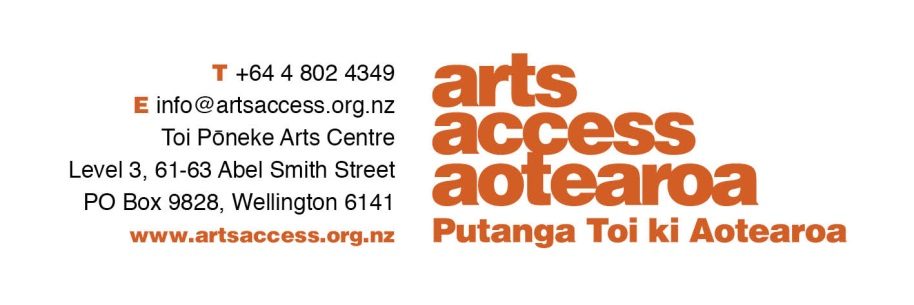 T +64 4 802 4349
E info@artsaccess.org.nz
Toi Pōneke Arts Centre
Level 3, 61-63 Abel Smith Street
PO Box 9828, Wellington 6141
www.artsaccess.org.nz
arts
access
aotearoa
Putanga Toi ki Aotearoa